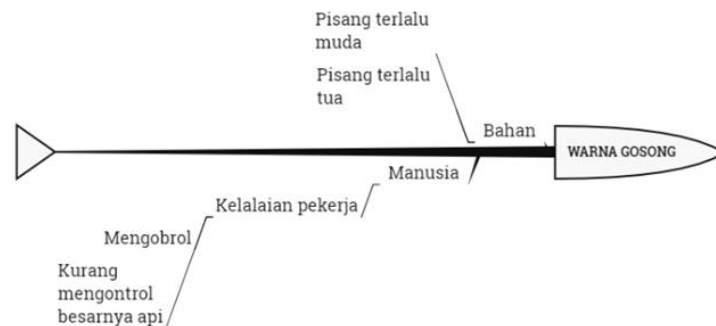 Pisang terlalu
muda
Pisang terlalu
tua
Bahan
WARNA GOSONG
Manusia
Kelalaian pekerja
Mengobrol
Kurang
mengontrol
besarnya api